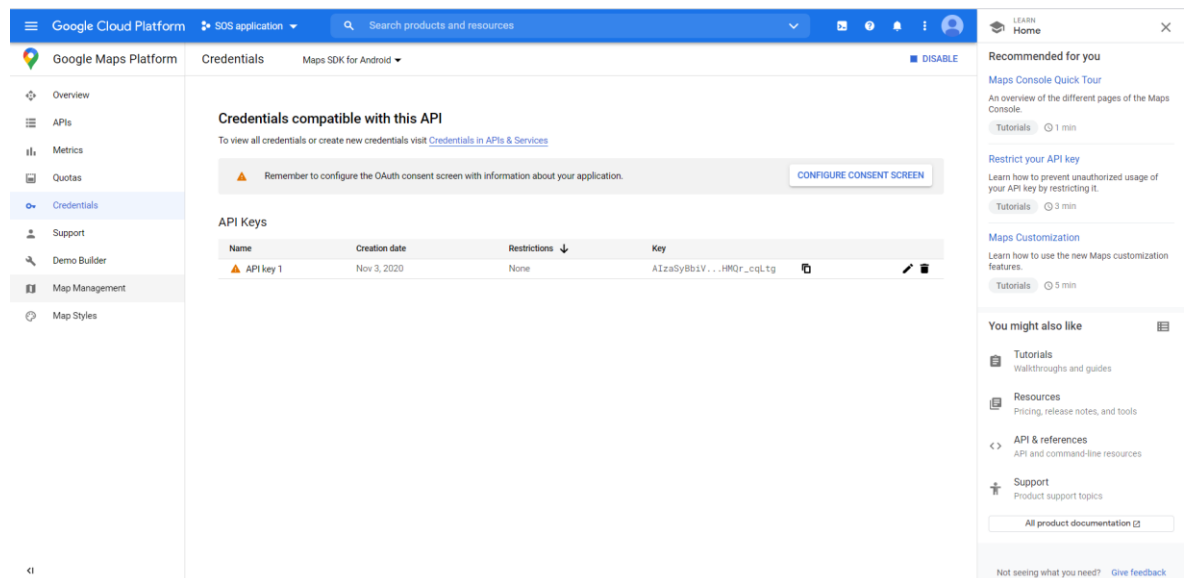 Google Cloud Platform
SOS application
Search products and resources
LEARN
Home
Google Maps Platform
Credentials
Maps SDK for Android
DISABLE
Overview
APIs
Metrics
Quotas
Credentials
Support
Demo Builder
Map Management
Map Styles
Credentials compatible with this API
To view all credentials or create new credentials visit Credentials in APIs & Services
Remember to configure the OAuth consent screen with information about your application.
CONFIGURE CONSENT SCREEN
API Keys
Name Creation date Restrictions Key
API key 1 Nov 3, 2020 None AIzaSyBbiV...HMQr_cqLtg
Recommended for you
Maps Console Quick Tour
An overview of the different pages of the Maps
Console.
Tutorials 1 min
Restrict your API key
Learn how to prevent unauthorized usage of
your API key by restricting it.
Tutorials 3 min
Maps Customization
Learn how to use the new Maps customization
features.
Tutorials 5 min
You might also like
Tutorials
Walkthroughs and guides
Resources
Pricing, release notes, and tools
API & references
API and command-line resources
Support
Product support topics
All product documentation
Not seeing what you need? Give feedback